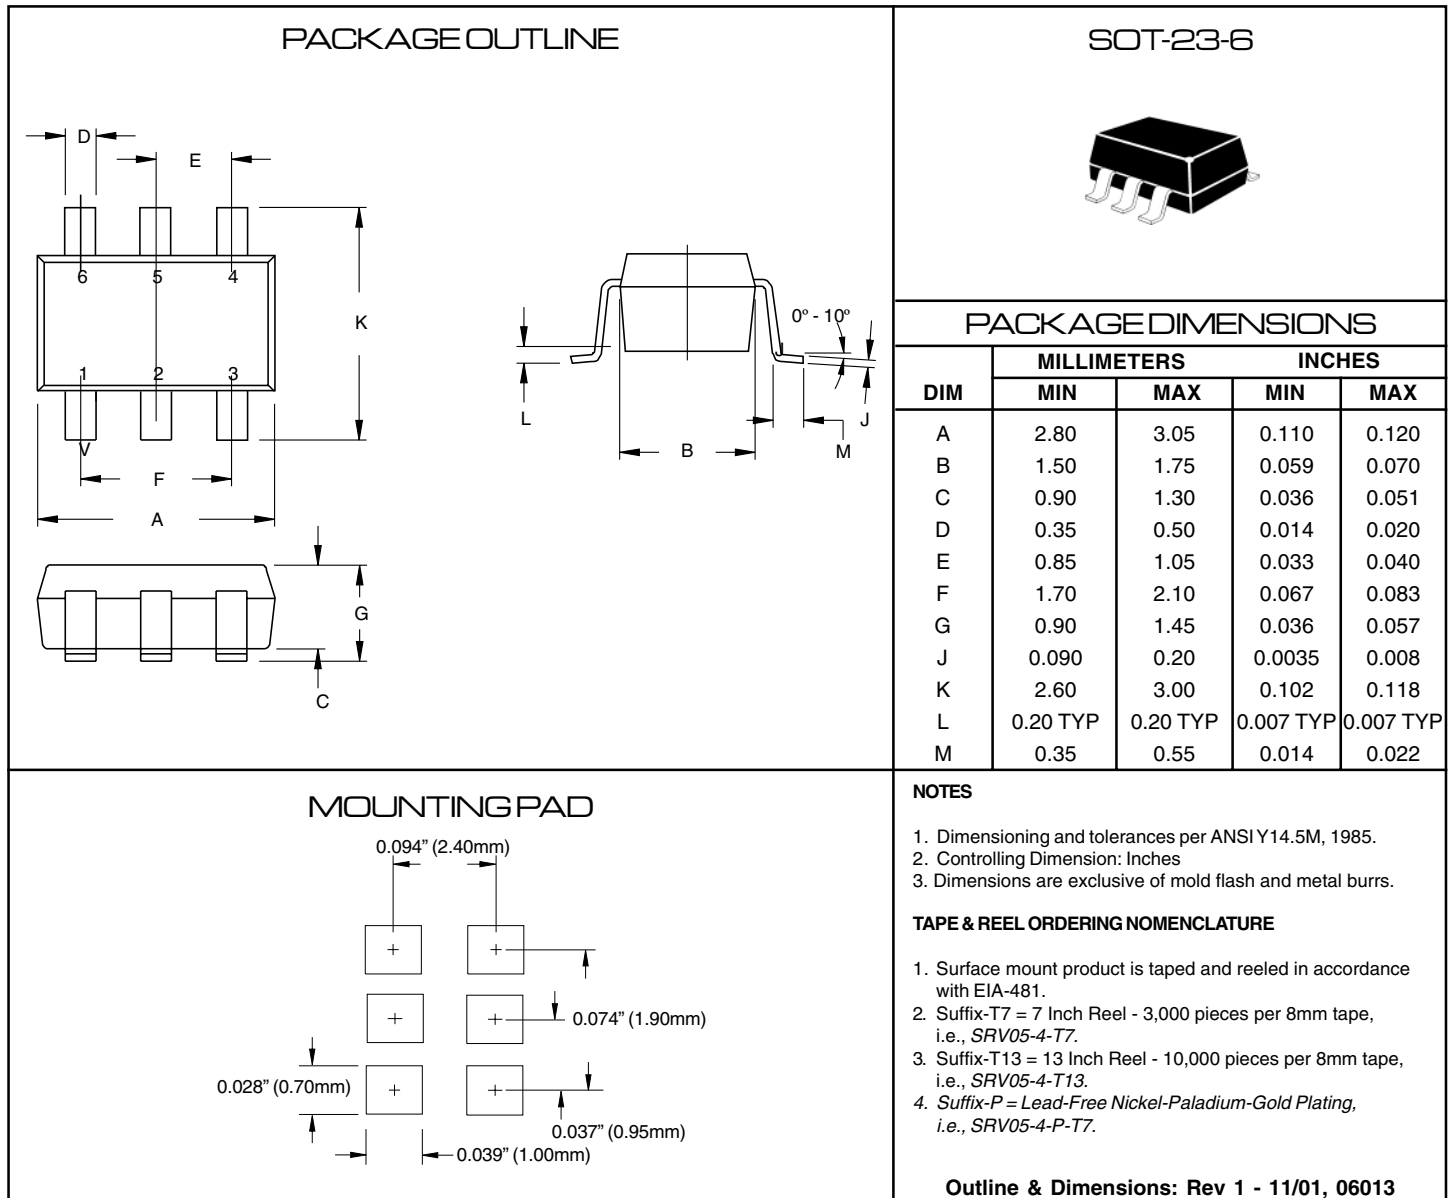 PACKAGE OUTLINE
D
E
6 5 4
K
1 2 3
V
F
A
G
C
0º - 10º
L
B
M
J
SOT-23-6
PACKAGE DIMENSIONS
MILLIMETERS INCHES
DIM MIN MAX MIN MAX
A 2.80 3.05 0.110 0.120
B 1.50 1.75 0.059 0.070
C 0.90 1.30 0.036 0.051
D 0.35 0.50 0.014 0.020
E 0.85 1.05 0.033 0.040
F 1.70 2.10 0.067 0.083
G 0.90 1.45 0.036 0.057
J 0.090 0.20 0.0035 0.008
K 2.60 3.00 0.102 0.118
L 0.20 TYP 0.20 TYP 0.007 TYP 0.007 TYP
M 0.35 0.55 0.014 0.022
MOUNTING PAD
0.094” (2.40mm)
0.074” (1.90mm)
0.028” (0.70mm)
0.037” (0.95mm)
0.039” (1.00mm)
NOTES
1. Dimensioning and tolerances per ANSI Y14.5M, 1985.
2. Controlling Dimension: Inches
3. Dimensions are exclusive of mold flash and metal burrs.
TAPE & REEL ORDERING NOMENCLATURE
1. Surface mount product is taped and reeled in accordance
with EIA-481.
2. Suffix-T7 = 7 Inch Reel - 3,000 pieces per 8mm tape,
i.e., SRV05-4-T7.
3. Suffix-T13 = 13 Inch Reel - 10,000 pieces per 8mm tape,
i.e., SRV05-4-T13.
4. Suffix-P = Lead-Free Nickel-Paladium-Gold Plating,
i.e., SRV05-4-P-T7.
Outline & Dimensions: Rev 1 - 11/01, 06013